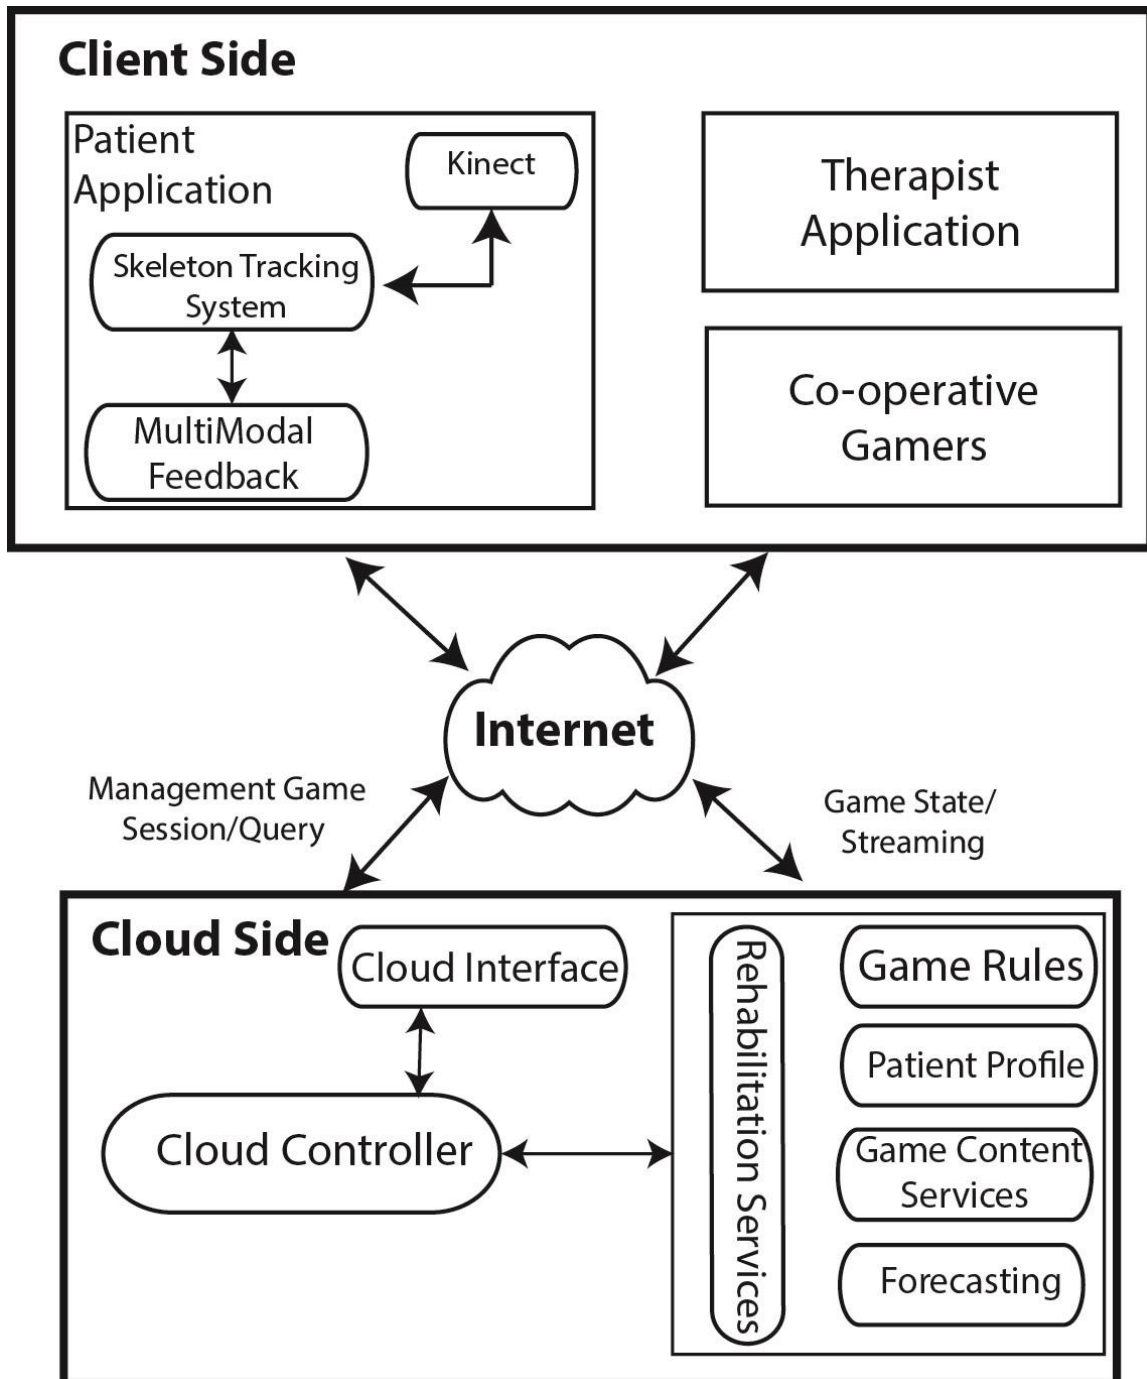 Client Side
Patient
Application
Kinect
Skeleton Tracking
System
MultiModal
Feedback
Therapist
Application
Co-operative
Gamers
Internet
Management Game
Session/Query
Game State/
Streaming
Cloud Side
Cloud Interface
Cloud Controller
Rehabilitation Services
Game Rules
Patient Profile
Game Content
Services
Forecasting